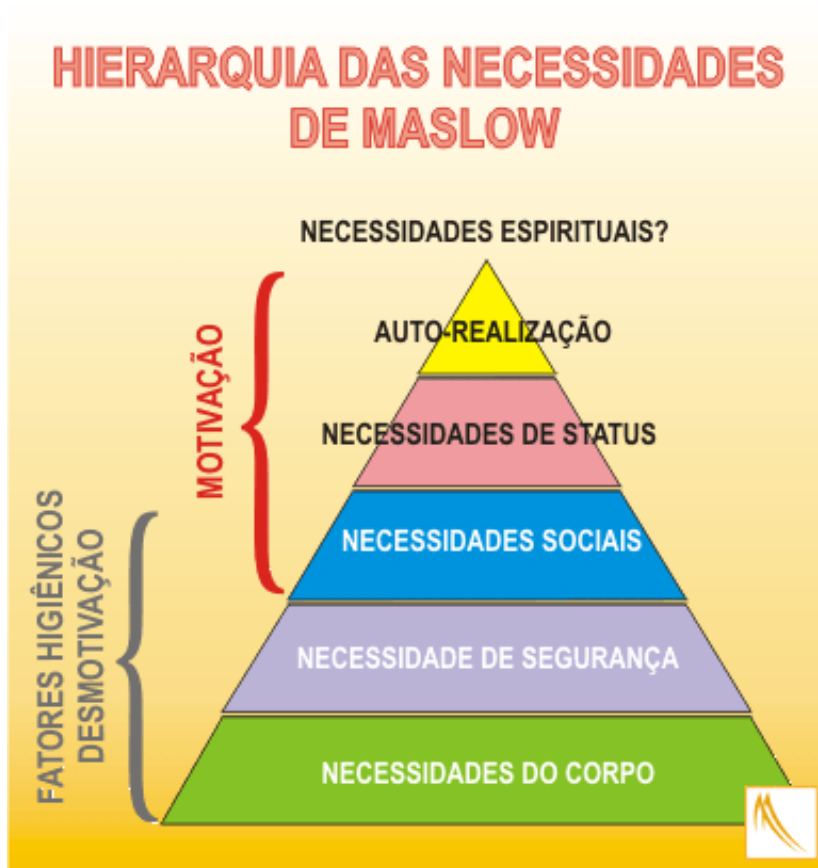 HIERARQUIA DAS NECESSIDADES
DE MASLOW
NECESSIDADES ESPIRITUAIS?
AUTO-REALIZAÇÃO
NECESSIDADES DE STATUS
NECESSIDADES SOCIAIS
NECESSIDADE DE SEGURANÇA
NECESSIDADES DO CORPO
MOTIVAÇÃO
FATORES HIGIÊNICOS
DESMOTIVAÇÃO